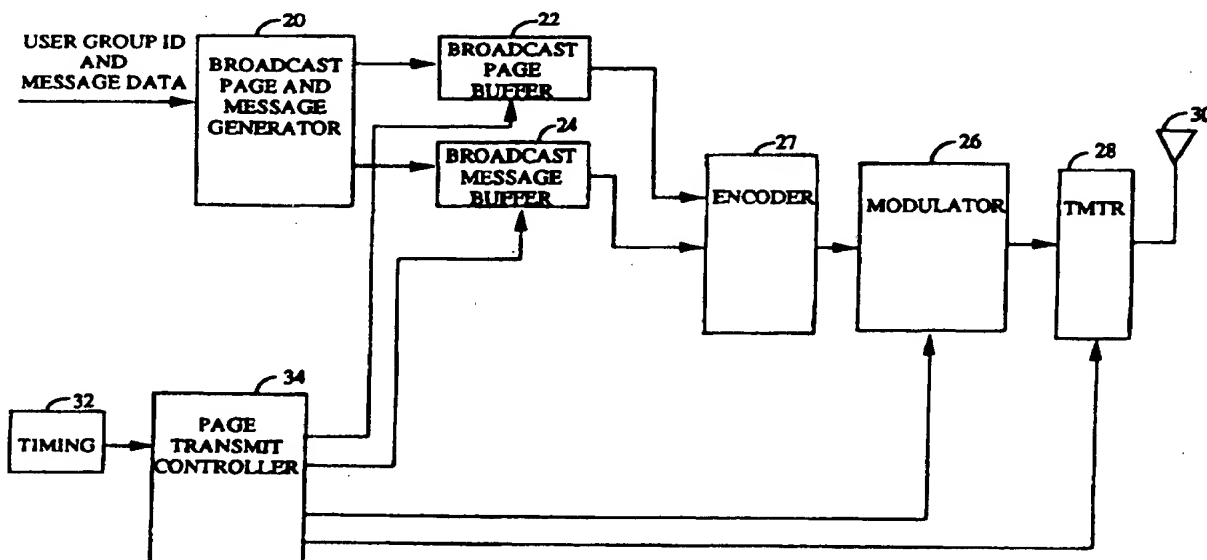 20
USER GROUP ID
AND
MESSAGE DATA
BROADCAST
PAGE AND
MESSAGE
GENERATOR
22
BROADCAST
PAGE
BUFFER
24
BROADCAST
MESSAGE
BUFFER
27
ENCODER
26
MODULATOR
28
TMTR
30
32
TIMING
34
PAGE
TRANSMIT
CONTROLLER